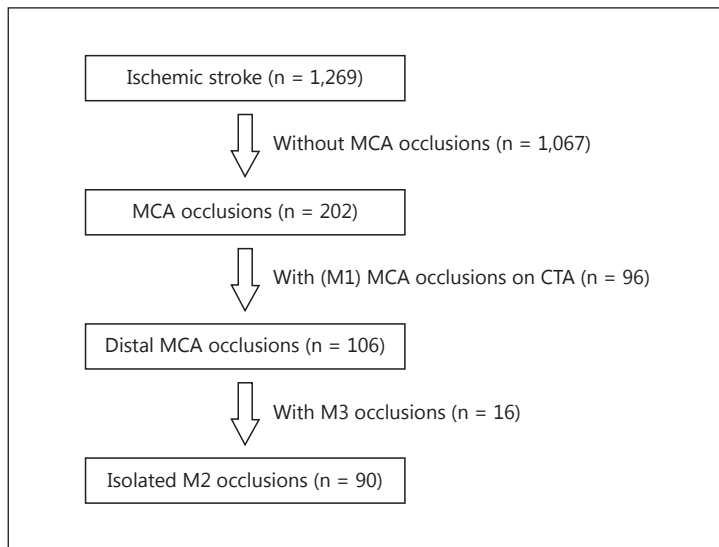 Ischemic stroke (n = 1,269)
Without MCA occlusions (n = 1,067)
MCA occlusions (n = 202)
With (M1) MCA occlusions on CTA (n = 96)
Distal MCA occlusions (n = 106)
With M3 occlusions (n = 16)
Isolated M2 occlusions (n = 90)